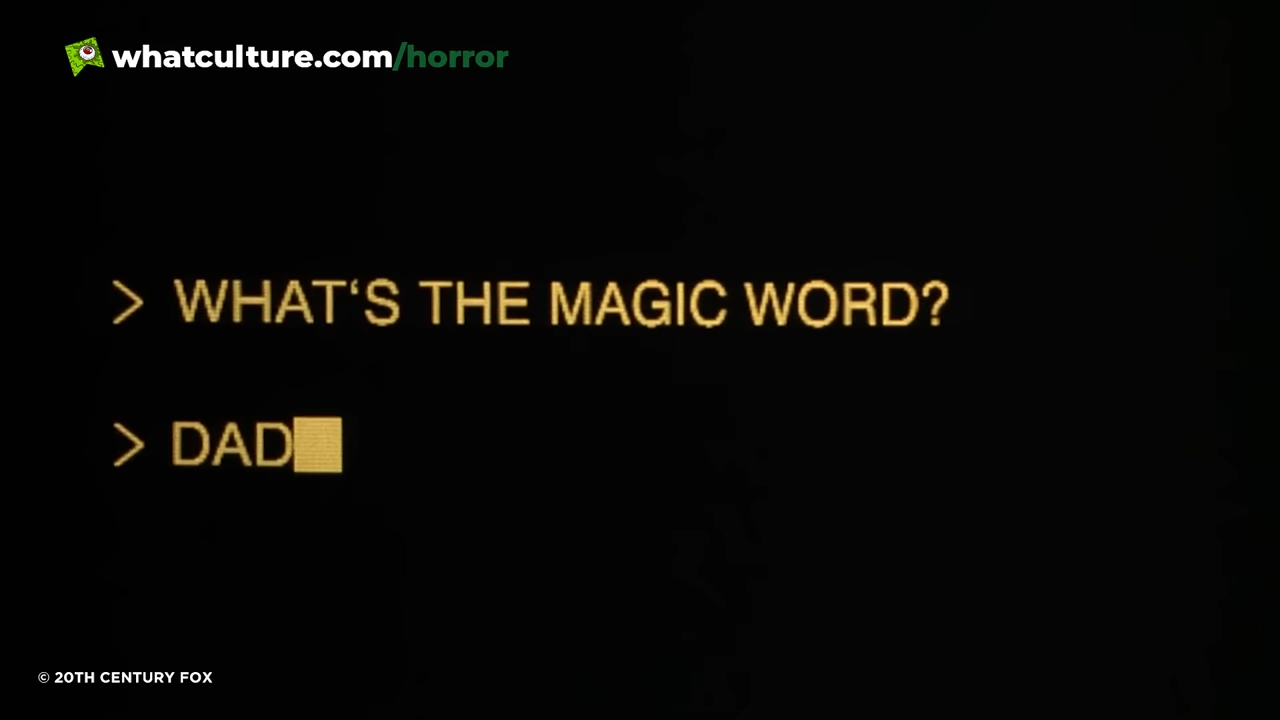 whatculture.com/horror
> WHAT‘S THE MAGIC WORD?
> DAD
© 20TH CENTURY FOX